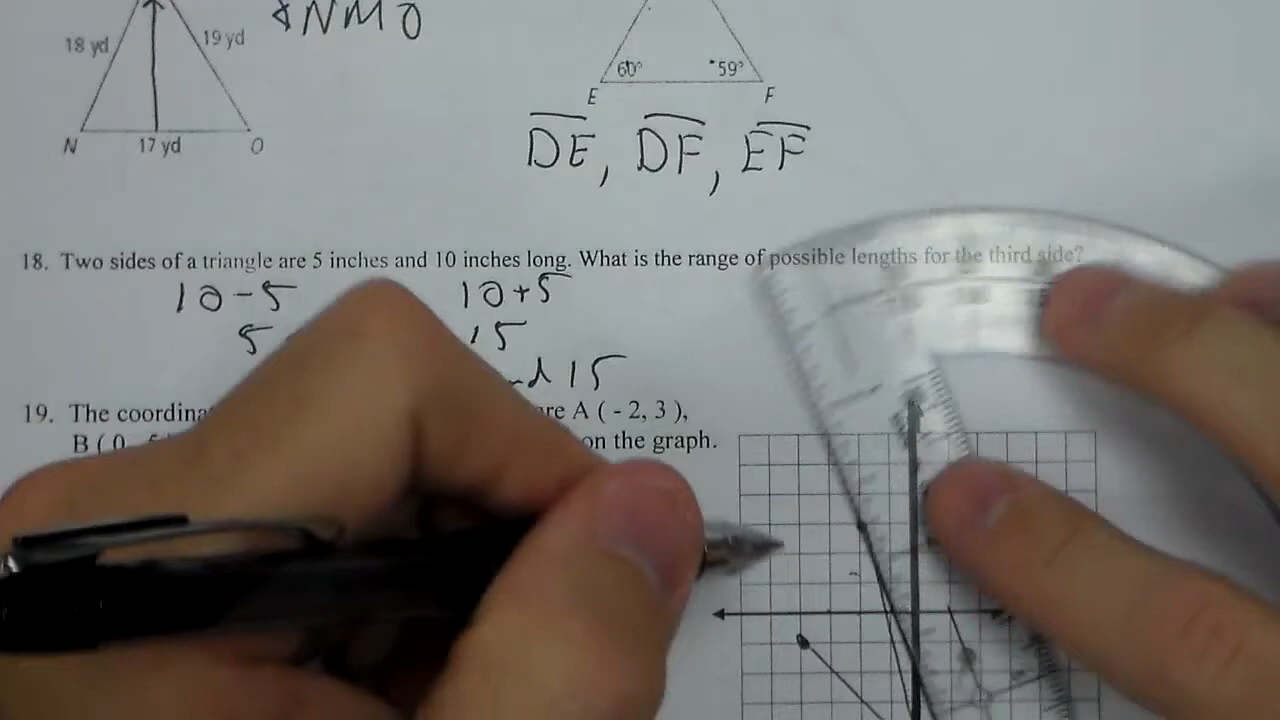 ∡NMO
18 yd 19 yd
60° 59°
E F
N 17 yd O
DE, DF, EF
18. Two sides of a triangle are 5 inches and 10 inches long. What is the range of possible lengths for the third side?
10-5 10+5
5 15
15
19. The coordina re A ( - 2, 3 ),
B ( 0 on the graph.